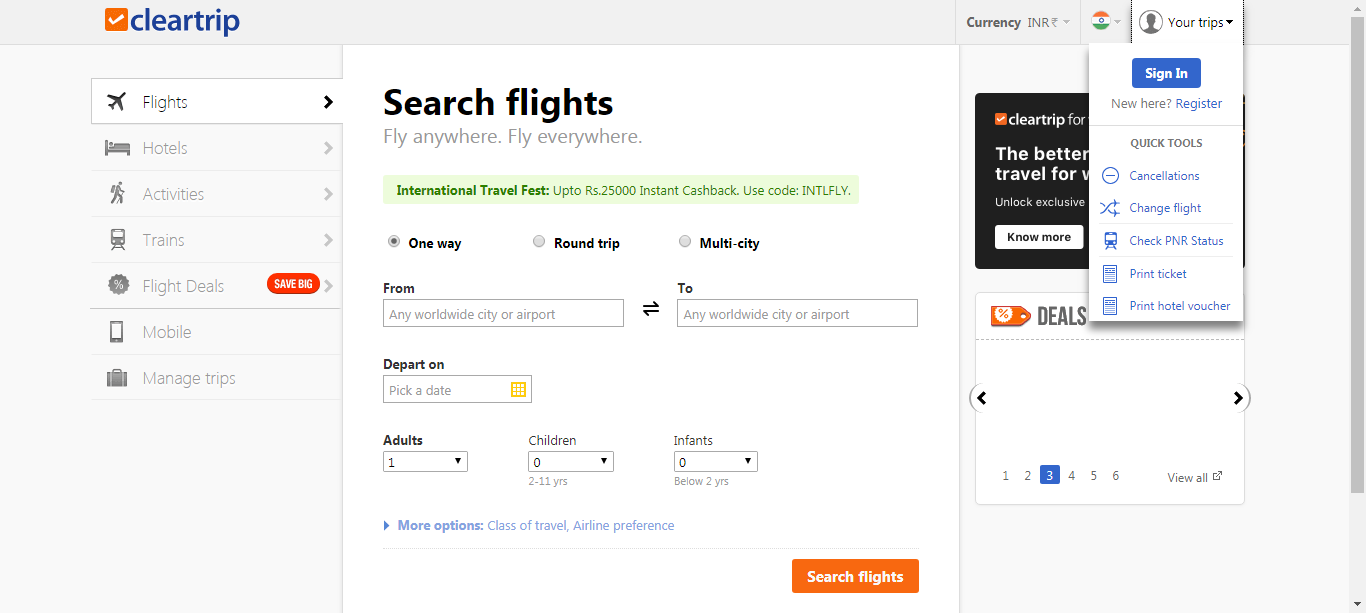 cleartrip
Currency INR ₹
Your trips
Sign In
New here? Register
QUICK TOOLS
Cancellations
Change flight
Check PNR Status
Print ticket
Print hotel voucher
Flights
Hotels
Activities
Trains
Flight Deals SAVE BIG
Mobile
Manage trips
Search flights
Fly anywhere. Fly everywhere.
International Travel Fest: Upto Rs.25000 Instant Cashback. Use code: INTLFLY.
One way Round trip Multi-city
From To
Any worldwide city or airport Any worldwide city or airport
Depart on
Pick a date
Adults Children Infants
1 0 0
2-11 yrs Below 2 yrs
More options: Class of travel, Airline preference
Search flights
cleartrip for
The better
travel for
Unlock exclusive
Know more
% DEALS
1 2 3 4 5 6 View all